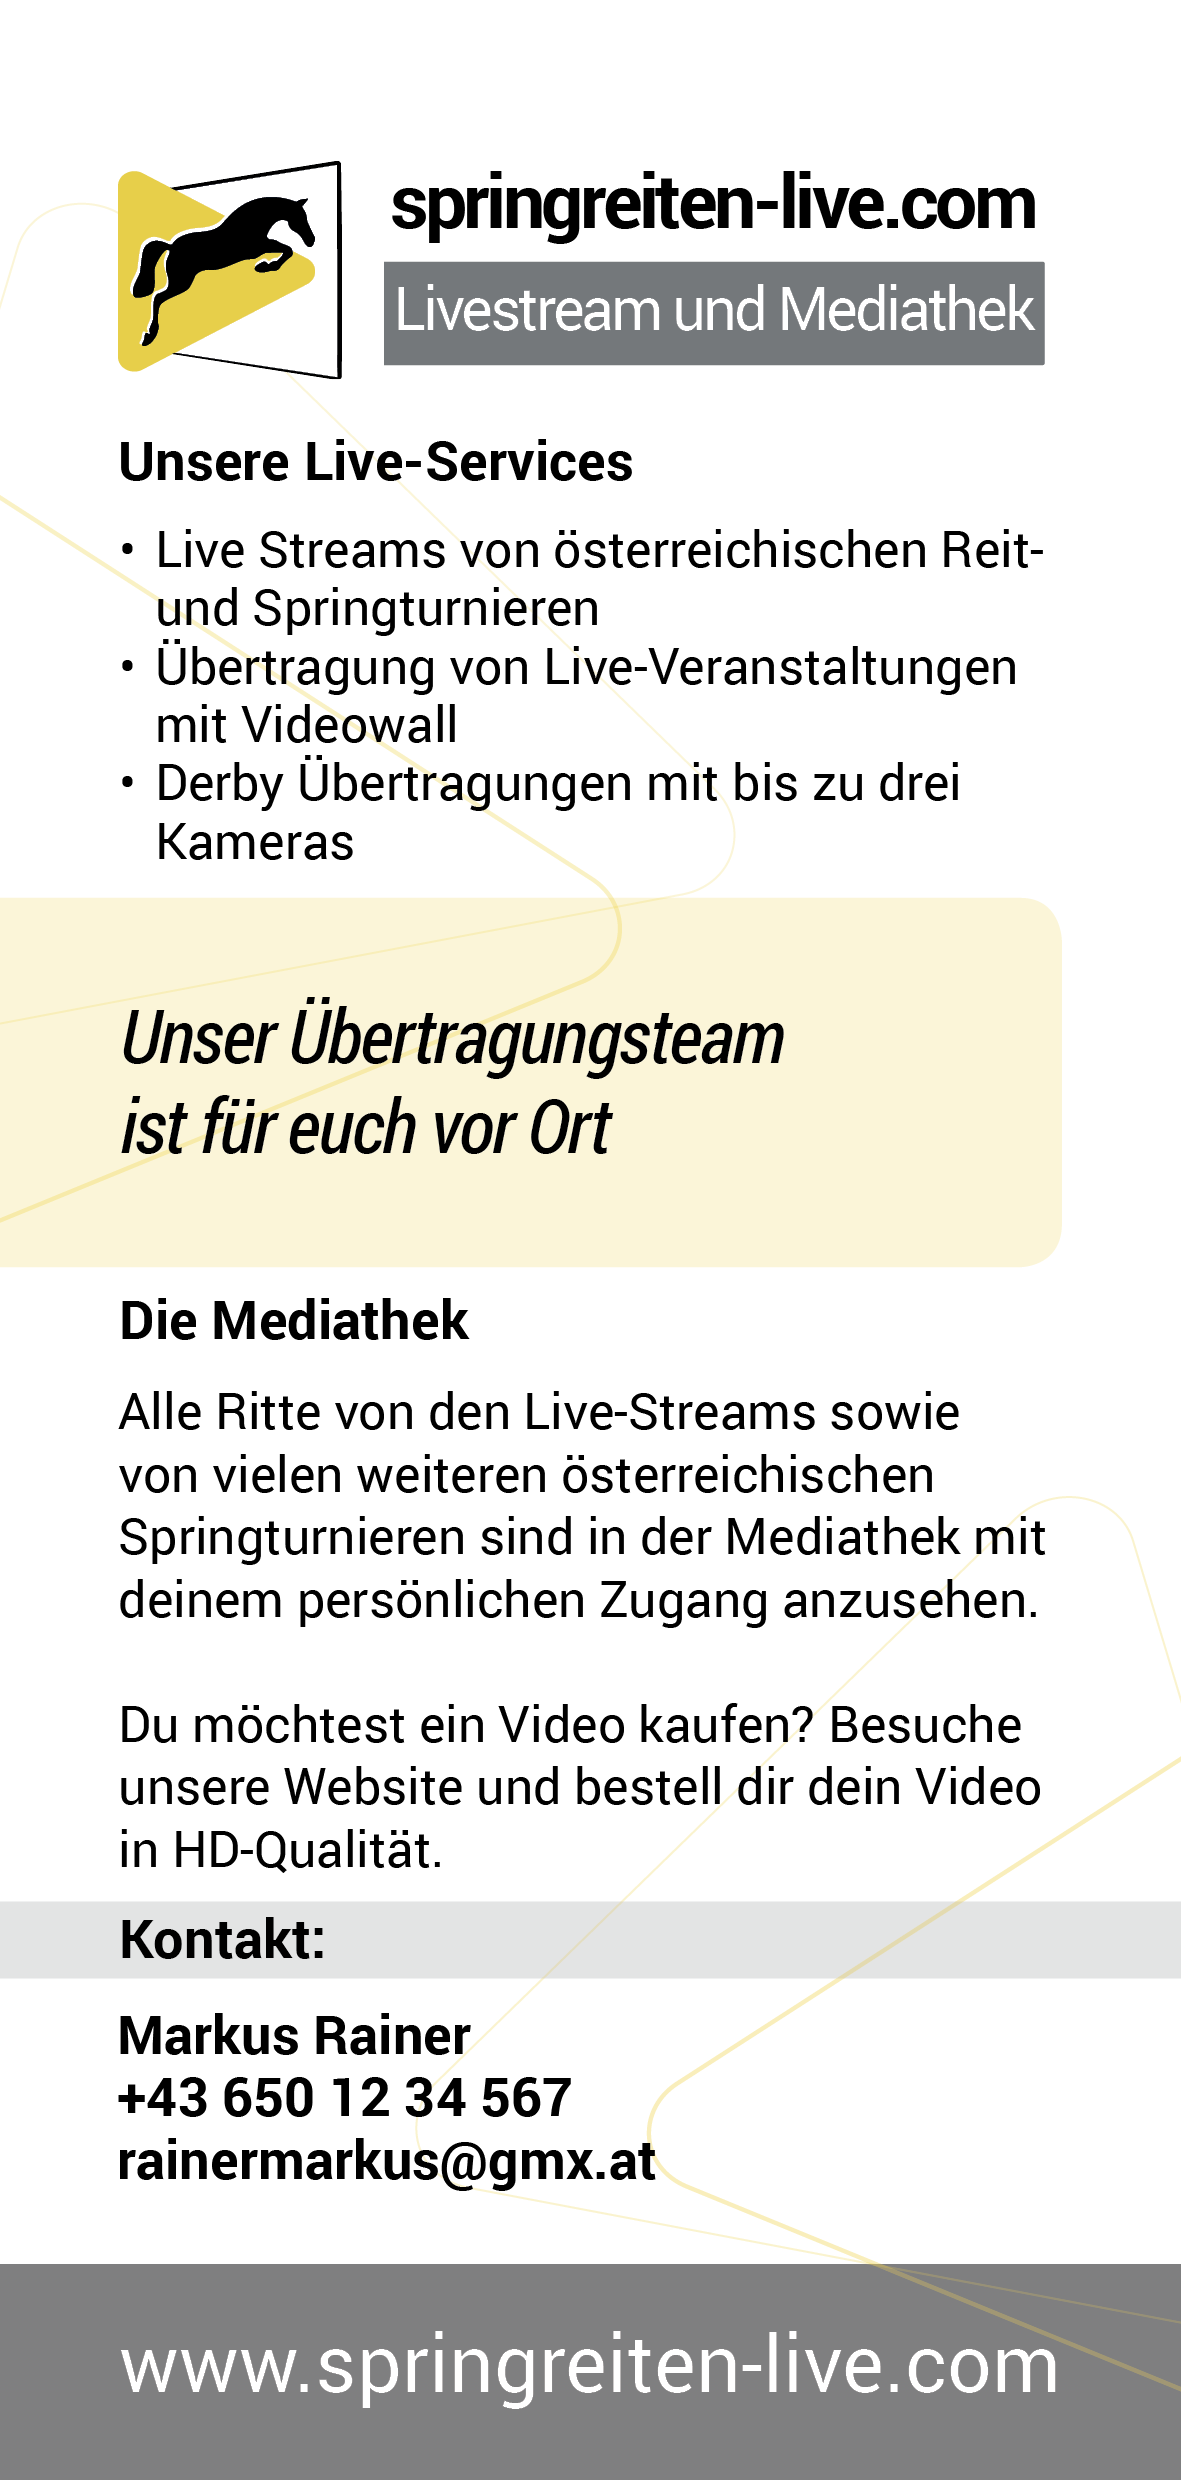 springreiten-live.com
Livestream und Mediathek
Unsere Live-Services
• Live Streams von österreichischen Reit-
und Springturnieren
• Übertragung von Live-Veranstaltungen
mit Videowall
• Derby Übertragungen mit bis zu drei
Kameras
Unser Übertragungsteam
ist für euch vor Ort
Die Mediathek
Alle Ritte von den Live-Streams sowie
von vielen weiteren österreichischen
Springturnieren sind in der Mediathek mit
deinem persönlichen Zugang anzusehen.
Du möchtest ein Video kaufen? Besuche
unsere Website und bestell dir dein Video
in HD-Qualität.
Kontakt:
Markus Rainer
+43 650 12 34 567
rainermarkus@gmx.at
www.springreiten-live.com